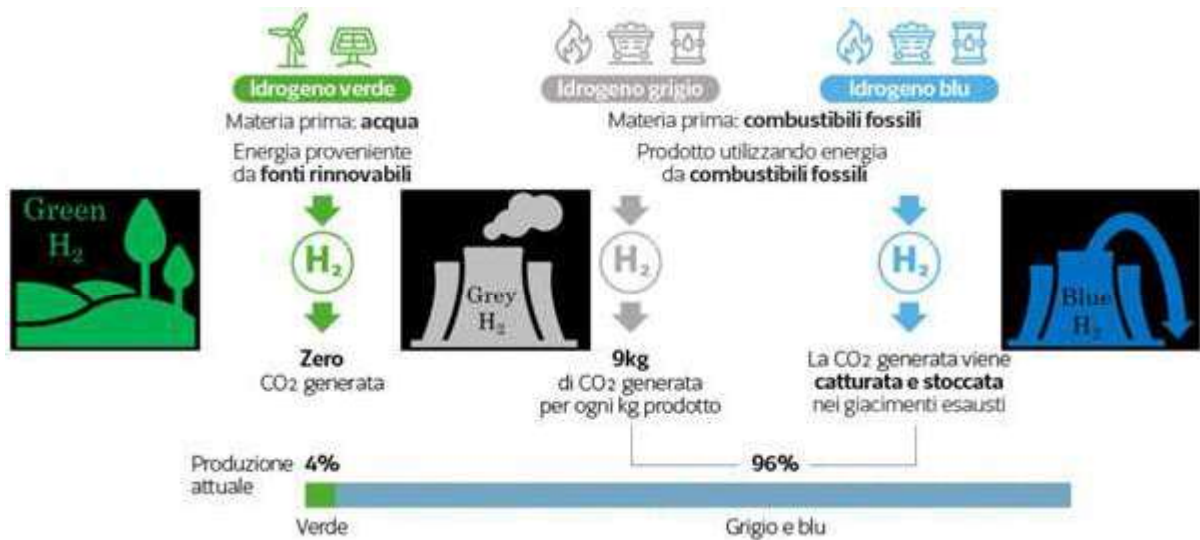 Idrogeno verde
Materia prima: acqua
Energia proveniente
da fonti rinnovabili
Idrogeno grigio
Idrogeno blu
Materia prima: combustibili fossili
Prodotto utilizzando energia
da combustibili fossili
Green
H₂
H₂
Grey
H₂
H₂
H₂
Blue
H₂
Zero
CO2 generata
9kg
di CO2 generata
per ogni kg prodotto
La CO2 generata viene
catturata e stoccata
nei giacimenti esausti
Produzione
attuale
4%
96%
Verde
Grigio e blu